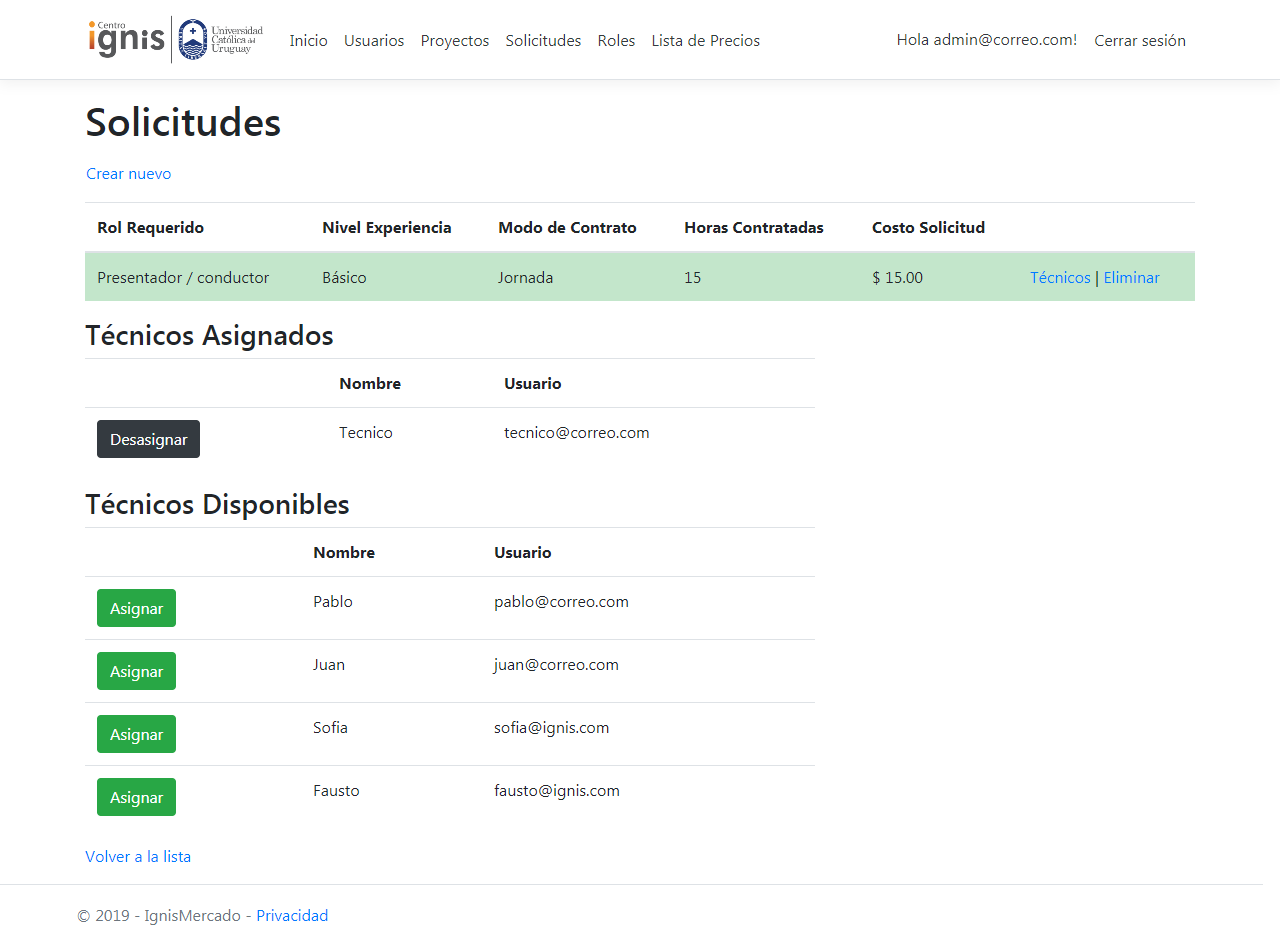 Centro
ignis
Universidad
Católica del
Uruguay
Inicio Usuarios Proyectos Solicitudes Roles Lista de Precios Hola admin@correo.com! Cerrar sesión
Solicitudes
Crear nuevo
Rol Requerido Nivel Experiencia Modo de Contrato Horas Contratadas Costo Solicitud
Presentador / conductor Básico Jornada 15 $ 15.00 Técnicos | Eliminar
Técnicos Asignados
Nombre Usuario
Desasignar Tecnico tecnico@correo.com
Técnicos Disponibles
Nombre Usuario
Asignar Pablo pablo@correo.com
Asignar Juan juan@correo.com
Asignar Sofia sofia@ignis.com
Asignar Fausto fausto@ignis.com
Volver a la lista
© 2019 - IgnisMercado - Privacidad